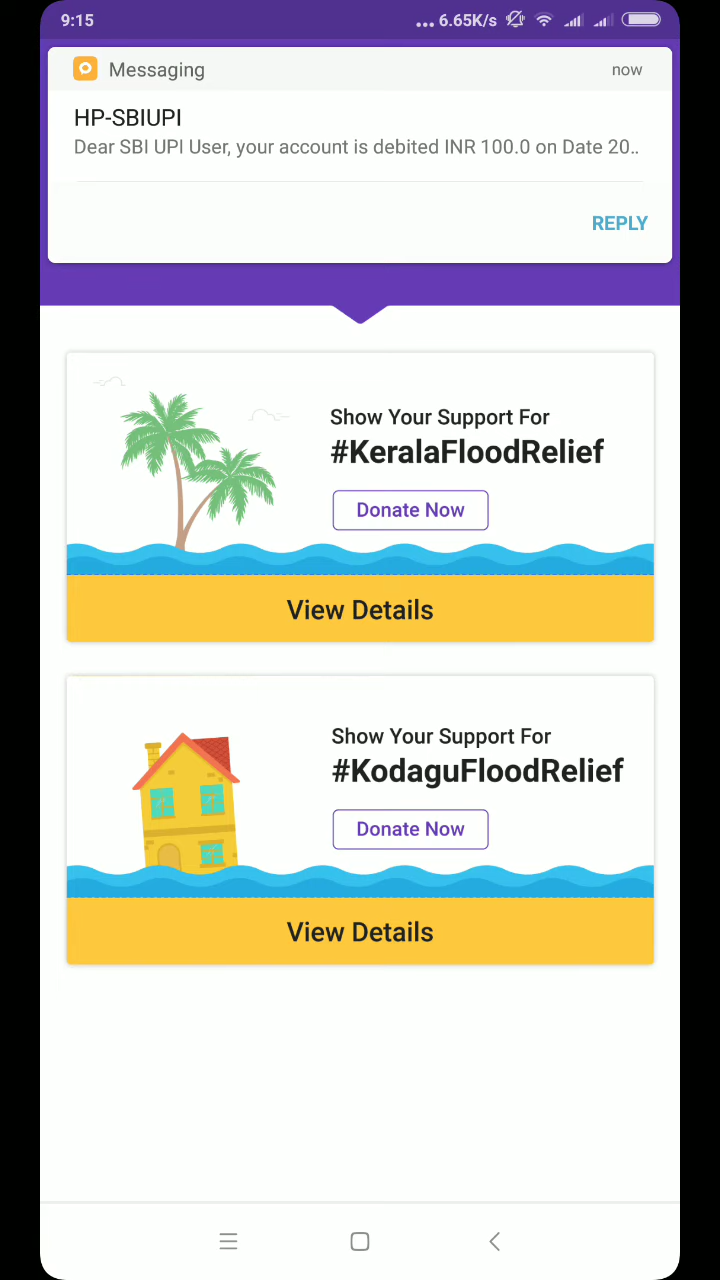 9:15
... 6.65K/s
Messaging
now
HP-SBIUPI
Dear SBI UPI User, your account is debited INR 100.0 on Date 20..
REPLY
Show Your Support For
#KeralaFloodRelief
Donate Now
View Details
Show Your Support For
#KodaguFloodRelief
Donate Now
View Details